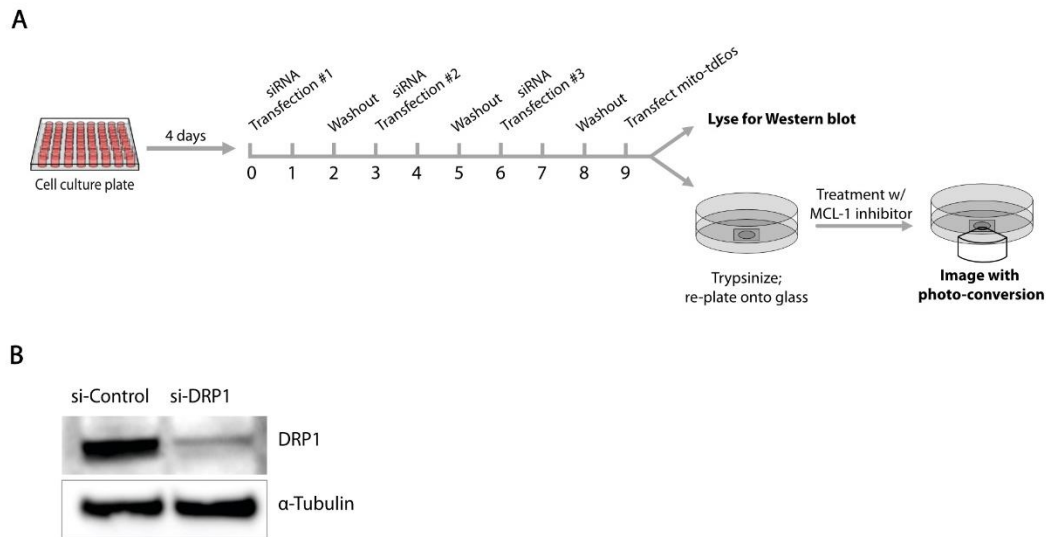 A
siRNA
Transfection #1
Washout
siRNA
Transfection #2
Washout
siRNA
Transfection #3
Washout
Transfect mito-tdEos
4 days
0 1 2 3 4 5 6 7 8 9
Cell culture plate
Lyse for Western blot
Treatment w/
MCL-1 inhibitor
Trypsinize;
re-plate onto glass
Image with
photo-conversion
B
si-Control si-DRP1
DRP1
α-Tubulin